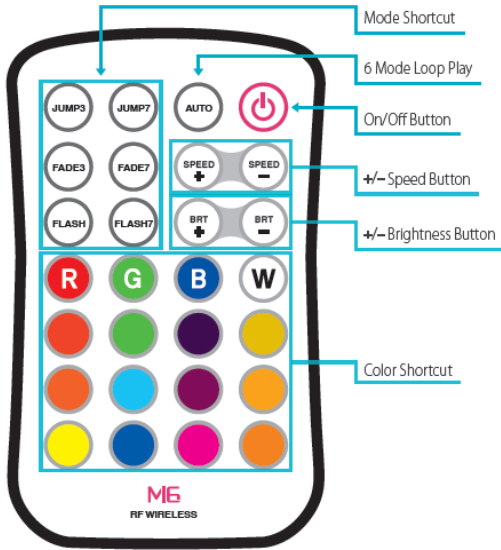 Mode Shortcut
6 Mode Loop Play
On/Off Button
+/– Speed Button
+/– Brightness Button
Color Shortcut
JUMP3 JUMP7 AUTO
FADE3 FADE7 SPEED + SPEED –
FLASH FLASH7 BRT + BRT –
R G B W
M6
RF WIRELESS